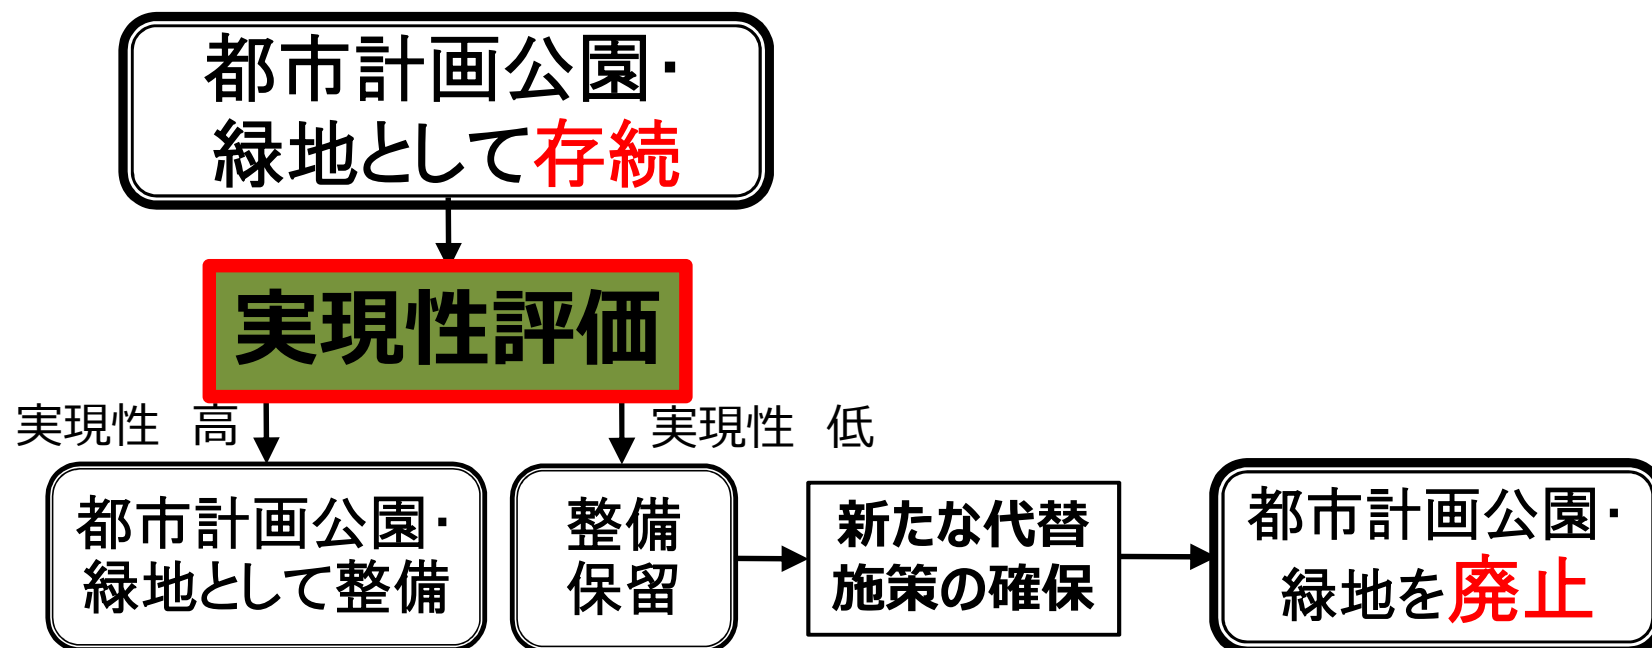 都市計画公園・
緑地として存続
実現性評価
実現性　高
実現性　低
都市計画公園・
緑地として整備
整備
保留
新たな代替
施策の確保
都市計画公園・
緑地を廃止